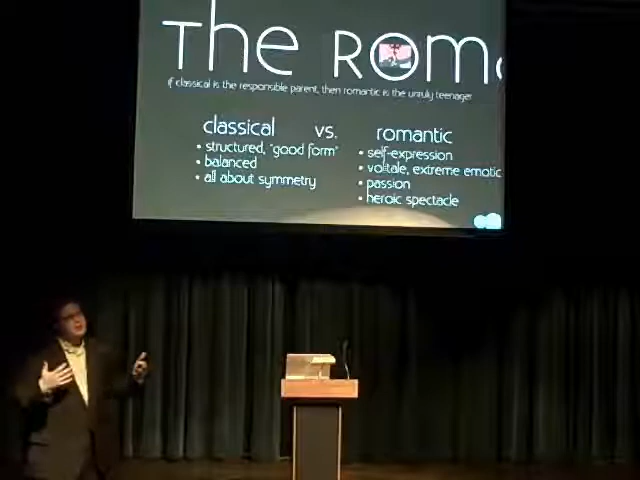 The Rom
if classical is the responsible parent, then romantic is the unruly teenager
classical vs. romantic
• structured, "good form"
• balanced
• all about symmetry
• self-expression
• voltale, extreme emotic
• passion
• heroic spectacle